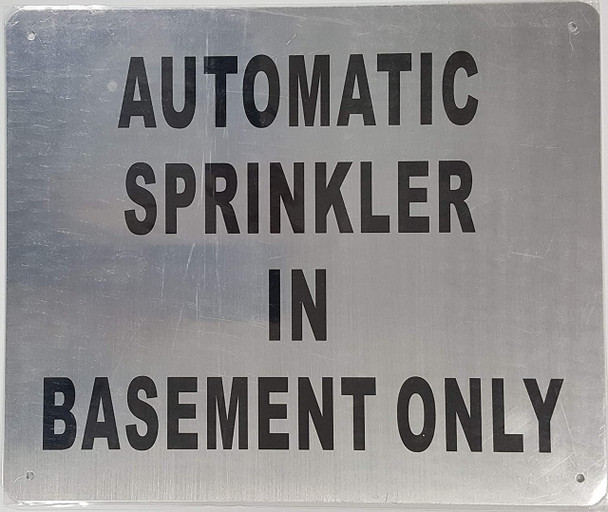 AUTOMATIC
SPRINKLER
IN
BASEMENT ONLY